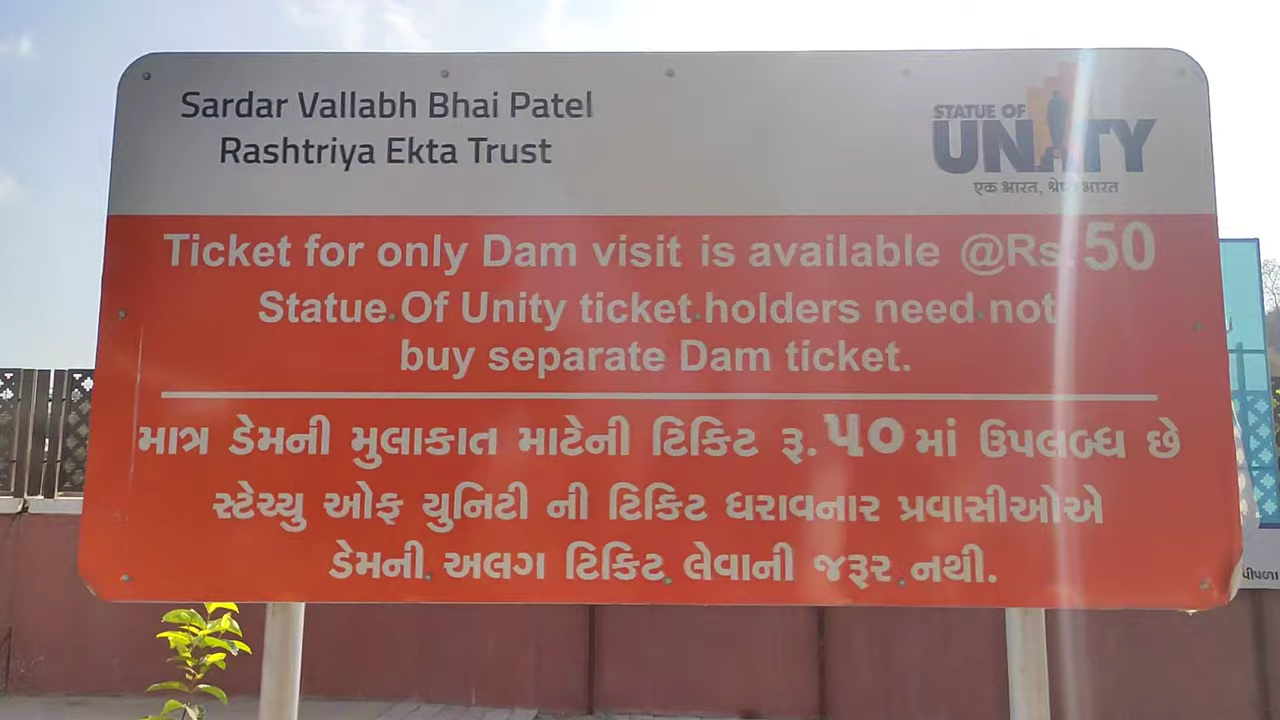 Sardar Vallabh Bhai Patel
Rashtriya Ekta Trust
STATUE OF
UNITY
एक भारत, श्रेष्ठ भारत
Ticket for only Dam visit is available @Rs. 50
Statue Of Unity ticket holders need not
buy separate Dam ticket.
માત્ર ડેમની મુલાકાત માટેની ટિકિટ રૂ. ૫૦ માં ઉપલબ્ધ છે
સ્ટેચ્યુ ઓફ યુનિટી ની ટિકિટ ધરાવનાર પ્રવાસીઓએ
ડેમની અલગ ટિકિટ લેવાની જરૂર નથી.